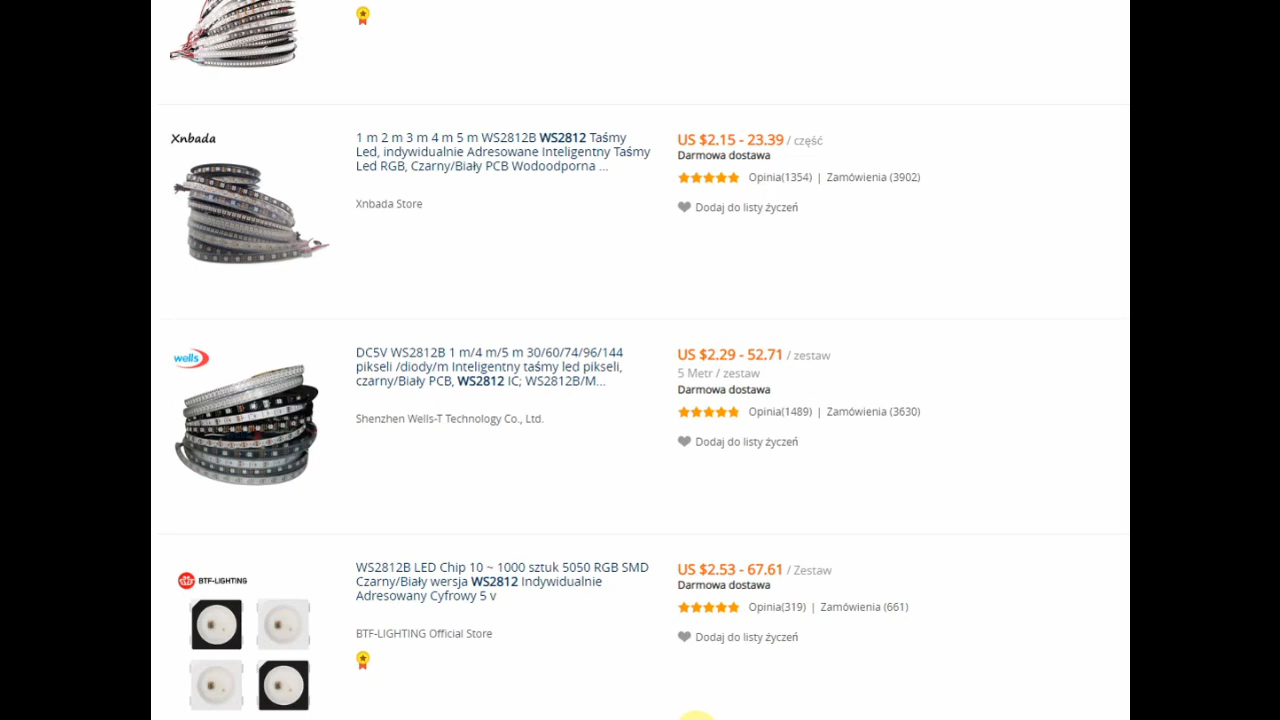 Xnbada
1 m 2 m 3 m 4 m 5 m WS2812B WS2812 Taśmy
Led, indywidualnie Adresowane Inteligentny Taśmy
Led RGB, Czarny/Biały PCB Wodoodporna ...
Xnbada Store
US $2.15 - 23.39 / część
Darmowa dostawa
Opinia(1354) | Zamówienia (3902)
Dodaj do listy życzeń
wells
DC5V WS2812B 1 m/4 m/5 m 30/60/74/96/144
pikseli /diody/m Inteligentny taśmy led pikseli,
czarny/Biały PCB, WS2812 IC; WS2812B/M...
Shenzhen Wells-T Technology Co., Ltd.
US $2.29 - 52.71 / zestaw
5 Metr / zestaw
Darmowa dostawa
Opinia(1489) | Zamówienia (3630)
Dodaj do listy życzeń
BTF-LIGHTING
WS2812B LED Chip 10 ~ 1000 sztuk 5050 RGB SMD
Czarny/Biały wersja WS2812 Indywidualnie
Adresowany Cyfrowy 5 v
BTF-LIGHTING Official Store
US $2.53 - 67.61 / Zestaw
Darmowa dostawa
Opinia(319) | Zamówienia (661)
Dodaj do listy życzeń